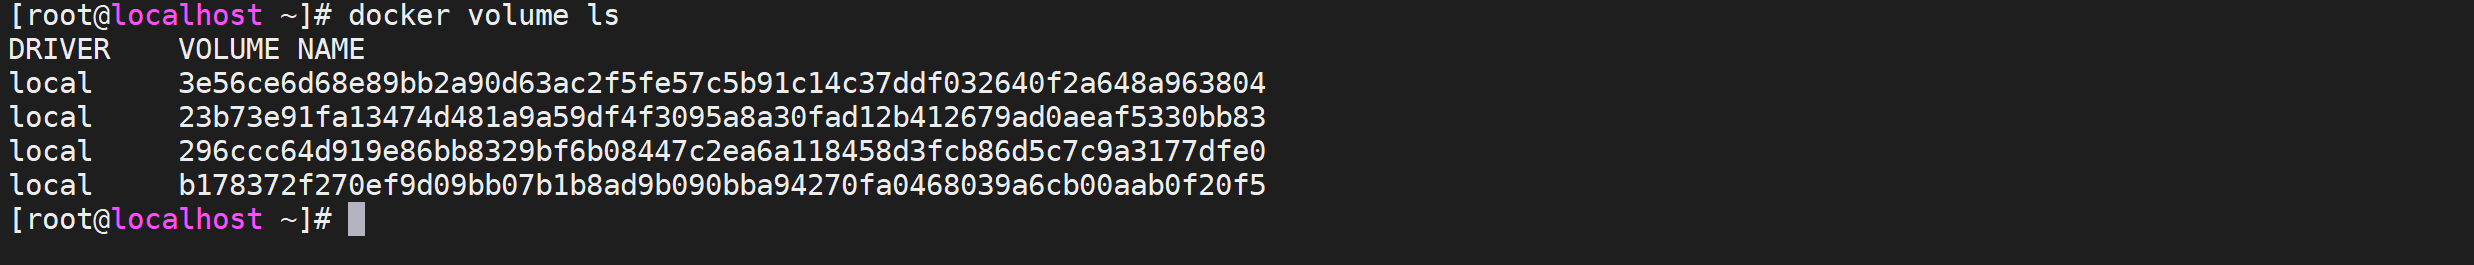 [root@localhost ~]# docker volume ls
DRIVER    VOLUME NAME
local     3e56ce6d68e89bb2a90d63ac2f5fe57c5b91c14c37ddf032640f2a648a963804
local     23b73e91fa13474d481a9a59df4f3095a8a30fad12b412679ad0aeaf5330bb83
local     296ccc64d919e86bb8329bf6b08447c2ea6a118458d3fcb86d5c7c9a3177dfe0
local     b178372f270ef9d09bb07b1b8ad9b090bba94270fa0468039a6cb00aab0f20f5
[root@localhost ~]#